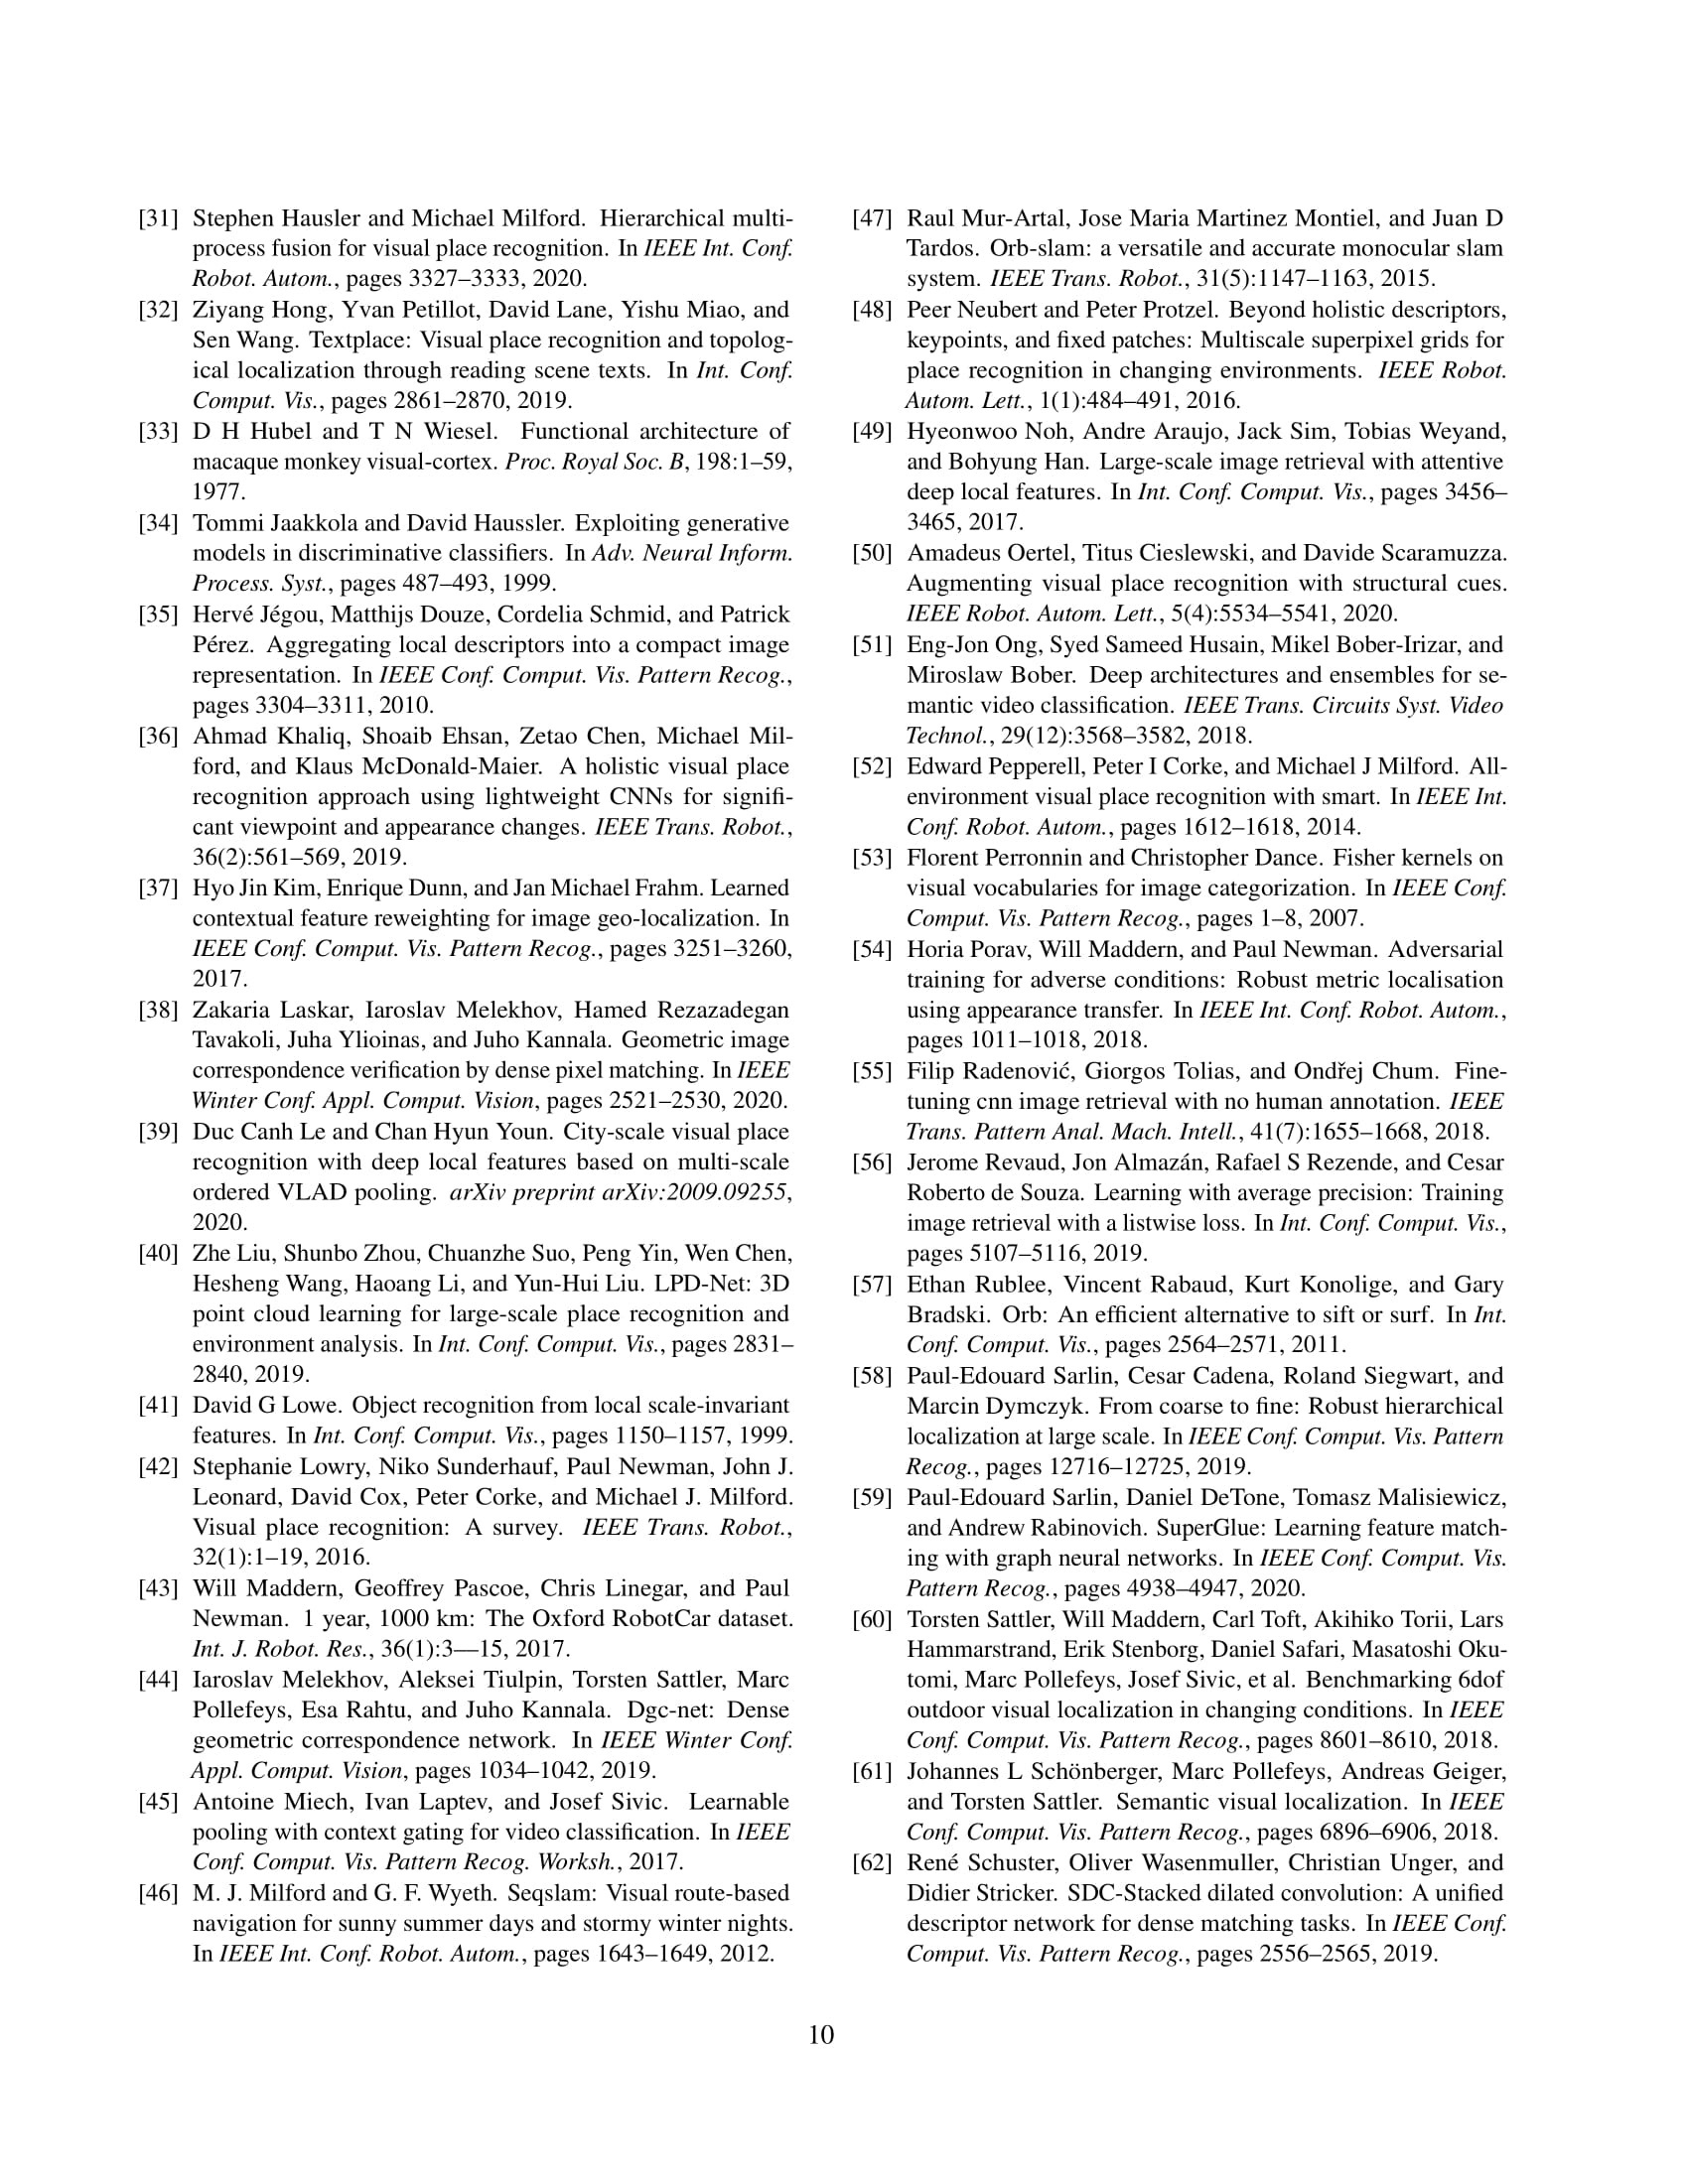 [31] Stephen Hausler and Michael Milford. Hierarchical multi-
process fusion for visual place recognition. In IEEE Int. Conf.
Robot. Autom., pages 3327–3333, 2020.
[32] Ziyang Hong, Yvan Petillot, David Lane, Yishu Miao, and
Sen Wang. Textplace: Visual place recognition and topolog-
ical localization through reading scene texts. In Int. Conf.
Comput. Vis., pages 2861–2870, 2019.
[33] D H Hubel and T N Wiesel. Functional architecture of
macaque monkey visual-cortex. Proc. Royal Soc. B, 198:1–59,
1977.
[34] Tommi Jaakkola and David Haussler. Exploiting generative
models in discriminative classifiers. In Adv. Neural Inform.
Process. Syst., pages 487–493, 1999.
[35] Hervé Jégou, Matthijs Douze, Cordelia Schmid, and Patrick
Pérez. Aggregating local descriptors into a compact image
representation. In IEEE Conf. Comput. Vis. Pattern Recog.,
pages 3304–3311, 2010.
[36] Ahmad Khaliq, Shoaib Ehsan, Zetao Chen, Michael Mil-
ford, and Klaus McDonald-Maier. A holistic visual place
recognition approach using lightweight CNNs for signifi-
cant viewpoint and appearance changes. IEEE Trans. Robot.,
36(2):561–569, 2019.
[37] Hyo Jin Kim, Enrique Dunn, and Jan Michael Frahm. Learned
contextual feature reweighting for image geo-localization. In
IEEE Conf. Comput. Vis. Pattern Recog., pages 3251–3260,
2017.
[38] Zakaria Laskar, Iaroslav Melekhov, Hamed Rezazadegan
Tavakoli, Juha Ylioinas, and Juho Kannala. Geometric image
correspondence verification by dense pixel matching. In IEEE
Winter Conf. Appl. Comput. Vision, pages 2521–2530, 2020.
[39] Duc Canh Le and Chan Hyun Youn. City-scale visual place
recognition with deep local features based on multi-scale
ordered VLAD pooling. arXiv preprint arXiv:2009.09255,
2020.
[40] Zhe Liu, Shunbo Zhou, Chuanzhe Suo, Peng Yin, Wen Chen,
Hesheng Wang, Haoang Li, and Yun-Hui Liu. LPD-Net: 3D
point cloud learning for large-scale place recognition and
environment analysis. In Int. Conf. Comput. Vis., pages 2831–
2840, 2019.
[41] David G Lowe. Object recognition from local scale-invariant
features. In Int. Conf. Comput. Vis., pages 1150–1157, 1999.
[42] Stephanie Lowry, Niko Sunderhauf, Paul Newman, John J.
Leonard, David Cox, Peter Corke, and Michael J. Milford.
Visual place recognition: A survey. IEEE Trans. Robot.,
32(1):1–19, 2016.
[43] Will Maddern, Geoffrey Pascoe, Chris Linegar, and Paul
Newman. 1 year, 1000 km: The Oxford RobotCar dataset.
Int. J. Robot. Res., 36(1):3––15, 2017.
[44] Iaroslav Melekhov, Aleksei Tiulpin, Torsten Sattler, Marc
Pollefeys, Esa Rahtu, and Juho Kannala. Dgc-net: Dense
geometric correspondence network. In IEEE Winter Conf.
Appl. Comput. Vision, pages 1034–1042, 2019.
[45] Antoine Miech, Ivan Laptev, and Josef Sivic. Learnable
pooling with context gating for video classification. In IEEE
Conf. Comput. Vis. Pattern Recog. Worksh., 2017.
[46] M. J. Milford and G. F. Wyeth. Seqslam: Visual route-based
navigation for sunny summer days and stormy winter nights.
In IEEE Int. Conf. Robot. Autom., pages 1643–1649, 2012.
[47] Raul Mur-Artal, Jose Maria Martinez Montiel, and Juan D
Tardos. Orb-slam: a versatile and accurate monocular slam
system. IEEE Trans. Robot., 31(5):1147–1163, 2015.
[48] Peer Neubert and Peter Protzel. Beyond holistic descriptors,
keypoints, and fixed patches: Multiscale superpixel grids for
place recognition in changing environments. IEEE Robot.
Autom. Lett., 1(1):484–491, 2016.
[49] Hyeonwoo Noh, Andre Araujo, Jack Sim, Tobias Weyand,
and Bohyung Han. Large-scale image retrieval with attentive
deep local features. In Int. Conf. Comput. Vis., pages 3456–
3465, 2017.
[50] Amadeus Oertel, Titus Cieslewski, and Davide Scaramuzza.
Augmenting visual place recognition with structural cues.
IEEE Robot. Autom. Lett., 5(4):5534–5541, 2020.
[51] Eng-Jon Ong, Syed Sameed Husain, Mikel Bober-Irizar, and
Miroslaw Bober. Deep architectures and ensembles for se-
mantic video classification. IEEE Trans. Circuits Syst. Video
Technol., 29(12):3568–3582, 2018.
[52] Edward Pepperell, Peter I Corke, and Michael J Milford. All-
environment visual place recognition with smart. In IEEE Int.
Conf. Robot. Autom., pages 1612–1618, 2014.
[53] Florent Perronnin and Christopher Dance. Fisher kernels on
visual vocabularies for image categorization. In IEEE Conf.
Comput. Vis. Pattern Recog., pages 1–8, 2007.
[54] Horia Porav, Will Maddern, and Paul Newman. Adversarial
training for adverse conditions: Robust metric localisation
using appearance transfer. In IEEE Int. Conf. Robot. Autom.,
pages 1011–1018, 2018.
[55] Filip Radenović, Giorgos Tolias, and Ondřej Chum. Fine-
tuning cnn image retrieval with no human annotation. IEEE
Trans. Pattern Anal. Mach. Intell., 41(7):1655–1668, 2018.
[56] Jerome Revaud, Jon Almazán, Rafael S Rezende, and Cesar
Roberto de Souza. Learning with average precision: Training
image retrieval with a listwise loss. In Int. Conf. Comput. Vis.,
pages 5107–5116, 2019.
[57] Ethan Rublee, Vincent Rabaud, Kurt Konolige, and Gary
Bradski. Orb: An efficient alternative to sift or surf. In Int.
Conf. Comput. Vis., pages 2564–2571, 2011.
[58] Paul-Edouard Sarlin, Cesar Cadena, Roland Siegwart, and
Marcin Dymczyk. From coarse to fine: Robust hierarchical
localization at large scale. In IEEE Conf. Comput. Vis. Pattern
Recog., pages 12716–12725, 2019.
[59] Paul-Edouard Sarlin, Daniel DeTone, Tomasz Malisiewicz,
and Andrew Rabinovich. SuperGlue: Learning feature match-
ing with graph neural networks. In IEEE Conf. Comput. Vis.
Pattern Recog., pages 4938–4947, 2020.
[60] Torsten Sattler, Will Maddern, Carl Toft, Akihiko Torii, Lars
Hammarstrand, Erik Stenborg, Daniel Safari, Masatoshi Oku-
tomi, Marc Pollefeys, Josef Sivic, et al. Benchmarking 6dof
outdoor visual localization in changing conditions. In IEEE
Conf. Comput. Vis. Pattern Recog., pages 8601–8610, 2018.
[61] Johannes L Schönberger, Marc Pollefeys, Andreas Geiger,
and Torsten Sattler. Semantic visual localization. In IEEE
Conf. Comput. Vis. Pattern Recog., pages 6896–6906, 2018.
[62] René Schuster, Oliver Wasenmuller, Christian Unger, and
Didier Stricker. SDC-Stacked dilated convolution: A unified
descriptor network for dense matching tasks. In IEEE Conf.
Comput. Vis. Pattern Recog., pages 2556–2565, 2019.
10